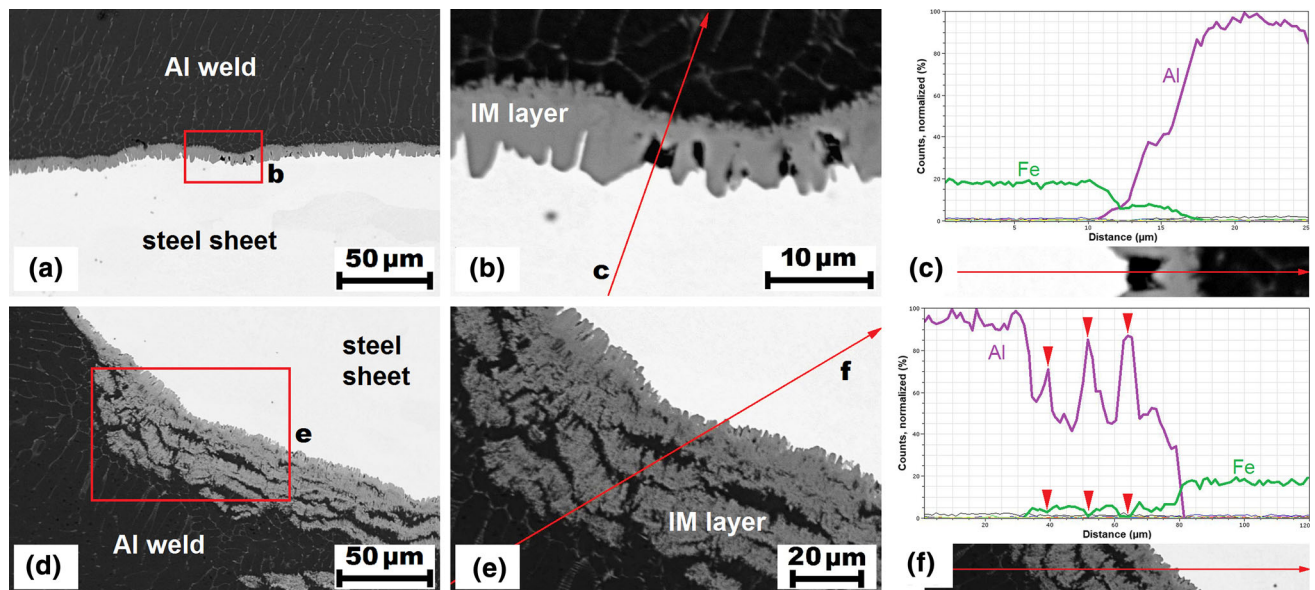 Al weld
b
steel sheet
50 µm
(a)
IM layer
c
10 µm
(b)
Counts, normalized (%)
100
80
60
40
20
0
Al
Fe
5
10
15
20
25
Distance (µm)
(c)
steel
sheet
e
Al weld
50 µm
(d)
f
IM layer
20 µm
(e)
Counts, normalized (%)
100
80
60
40
20
0
Al
Fe
20
40
60
80
100
120
Distance (µm)
(f)